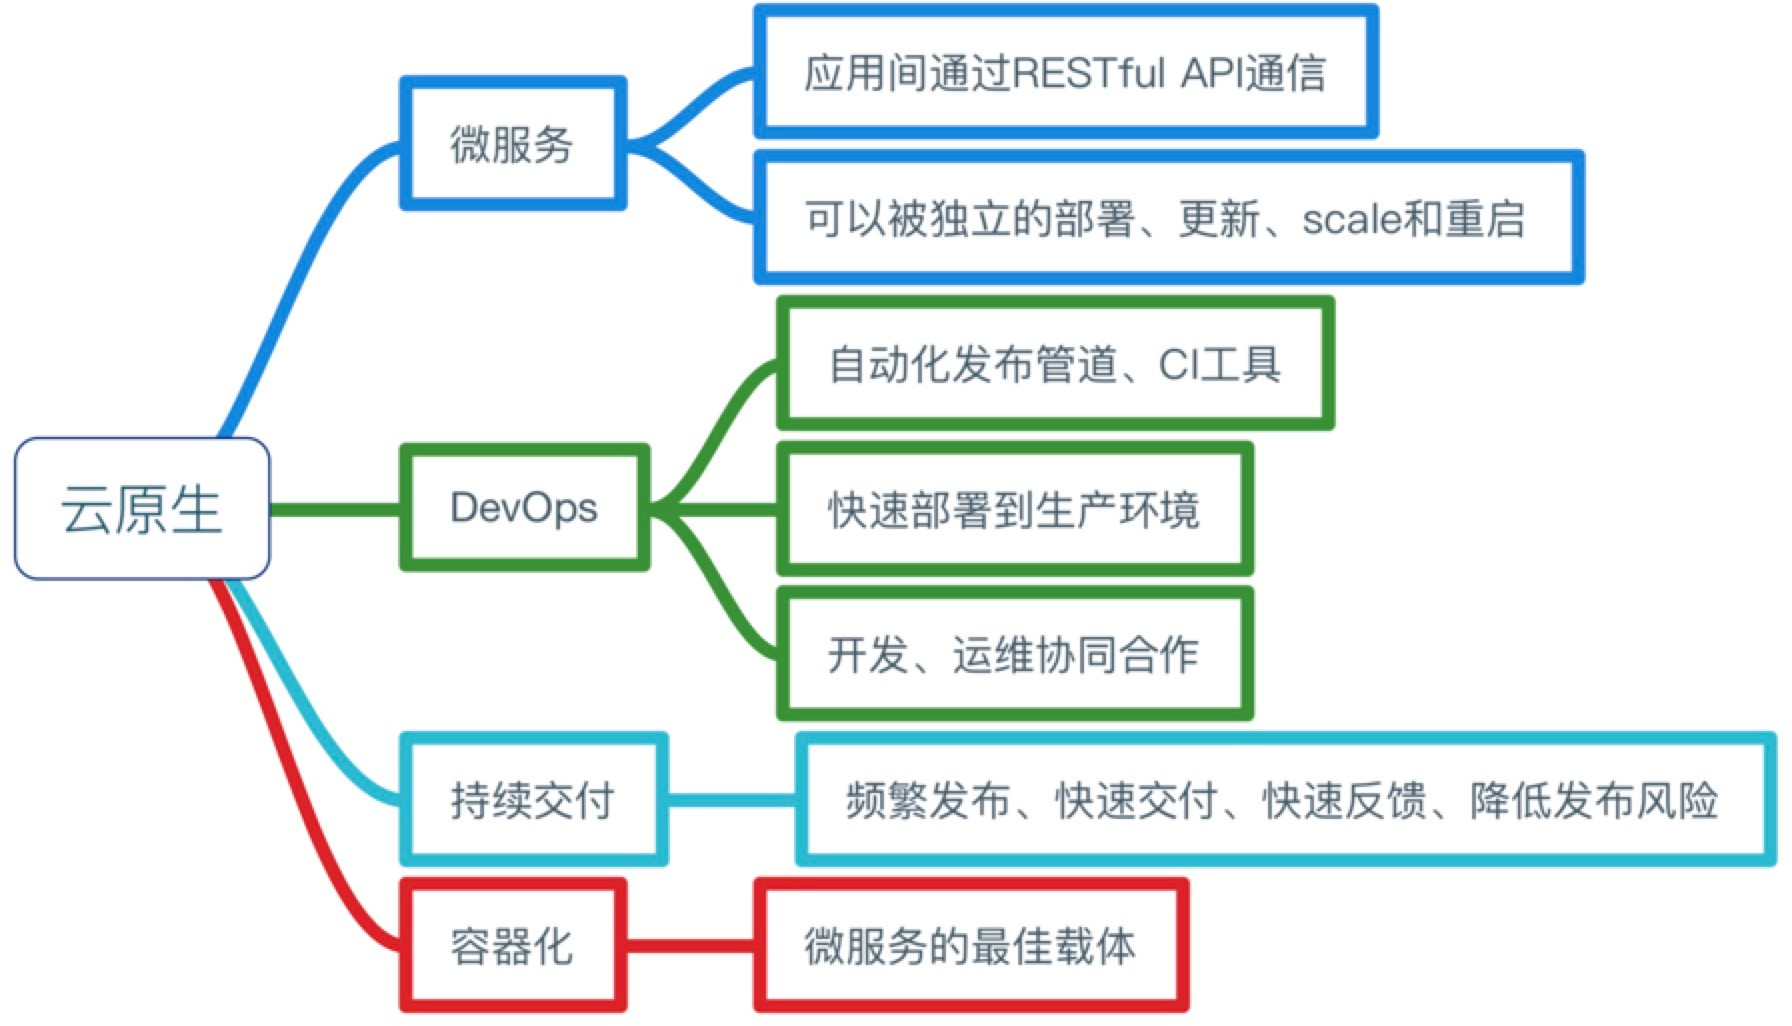 云原生
微服务
应用间通过RESTful API通信
可以被独立的部署、更新、scale和重启
DevOps
自动化发布管道、CI工具
快速部署到生产环境
开发、运维协同合作
持续交付
频繁发布、快速交付、快速反馈、降低发布风险
容器化
微服务的最佳载体